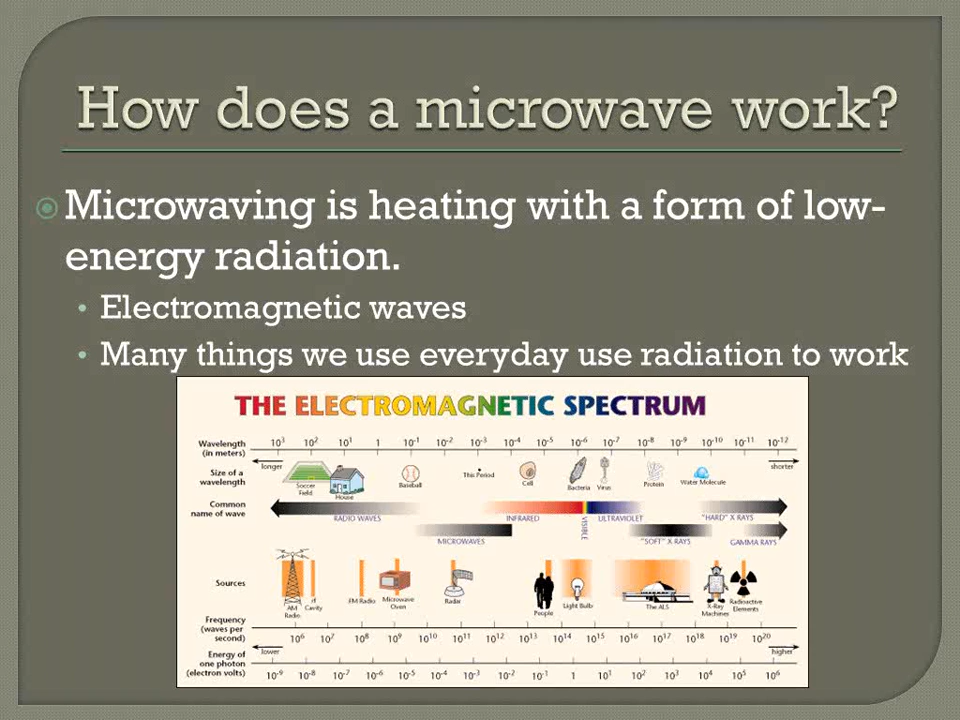 How does a microwave work?
Microwaving is heating with a form of low-
energy radiation.
Electromagnetic waves
Many things we use everyday use radiation to work
THE ELECTROMAGNETIC SPECTRUM
Wavelength
(in meters)
10³ 10² 10¹ 1 10⁻¹ 10⁻² 10⁻³ 10⁻⁴ 10⁻⁵ 10⁻⁶ 10⁻⁷ 10⁻⁸ 10⁻⁹ 10⁻¹⁰ 10⁻¹¹ 10⁻¹²
longer shorter
Size of a
wavelength
Soccer
Field
House
Baseball
This Period
Cell
Bacteria
Virus
Protein
Water Molecule
Common
name of wave
RADIO WAVES
INFRARED
VISIBLE
ULTRAVIOLET
"HARD" X RAYS
MICROWAVES
"SOFT" X RAYS
GAMMA RAYS
Sources
AM
Radio
Cavity
FM Radio
Microwave
Oven
Radar
People
Light Bulb
The ALS
X-Ray
Machines
Radioactive
Elements
Frequency
(waves per
second)
10⁶ 10⁷ 10⁸ 10⁹ 10¹⁰ 10¹¹ 10¹² 10¹³ 10¹⁴ 10¹⁵ 10¹⁶ 10¹⁷ 10¹⁸ 10¹⁹ 10²⁰
lower higher
Energy of
one photon
(electron volts)
10⁻⁹ 10⁻⁸ 10⁻⁷ 10⁻⁶ 10⁻⁵ 10⁻⁴ 10⁻³ 10⁻² 10⁻¹ 1 10¹ 10² 10³ 10⁴ 10⁵ 10⁶